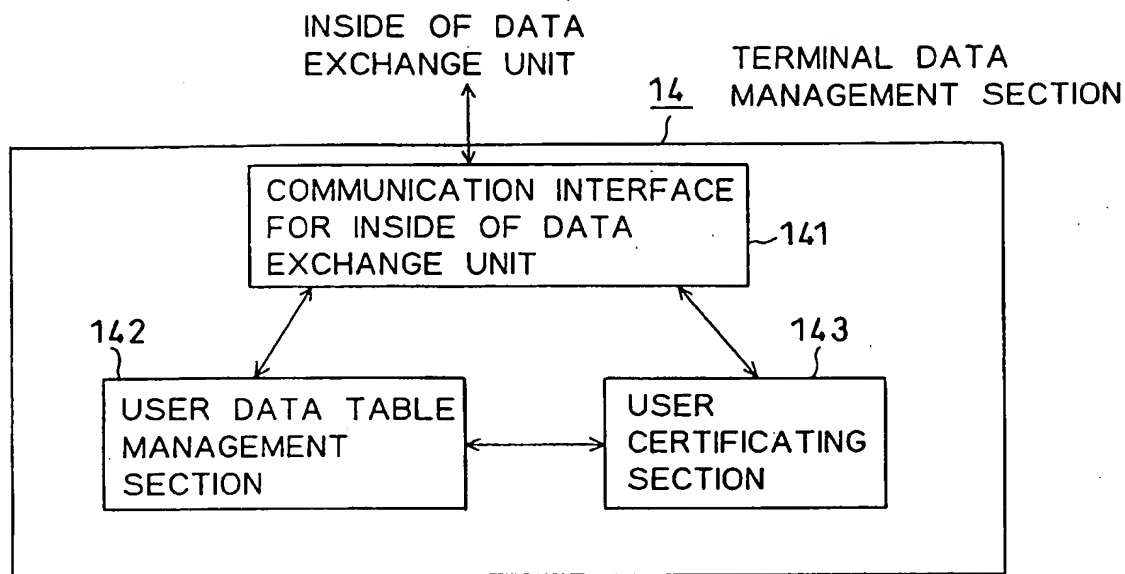 INSIDE OF DATA
EXCHANGE UNIT
TERMINAL DATA
MANAGEMENT SECTION
14
COMMUNICATION INTERFACE
FOR INSIDE OF DATA
EXCHANGE UNIT
141
142
USER DATA TABLE
MANAGEMENT
SECTION
143
USER
CERTIFICATING
SECTION